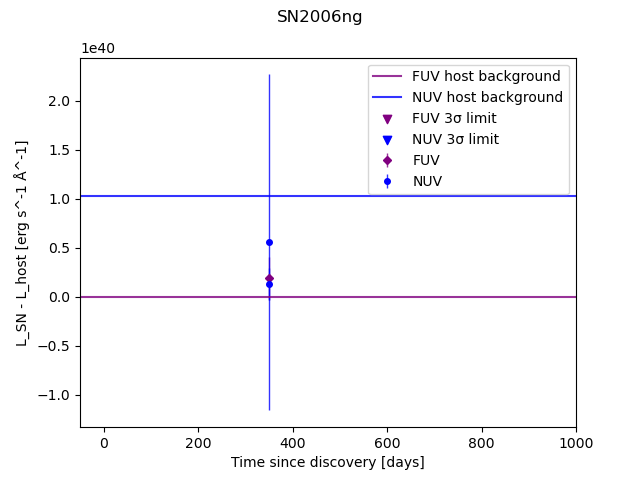 SN2006ng
1e40
FUV host background
NUV host background
FUV 3σ limit
NUV 3σ limit
FUV
NUV
2.0
1.5
1.0
0.5
0.0
−0.5
−1.0
L_SN - L_host [erg s^-1 Å^-1]
0 200 400 600 800 1000
Time since discovery [days]